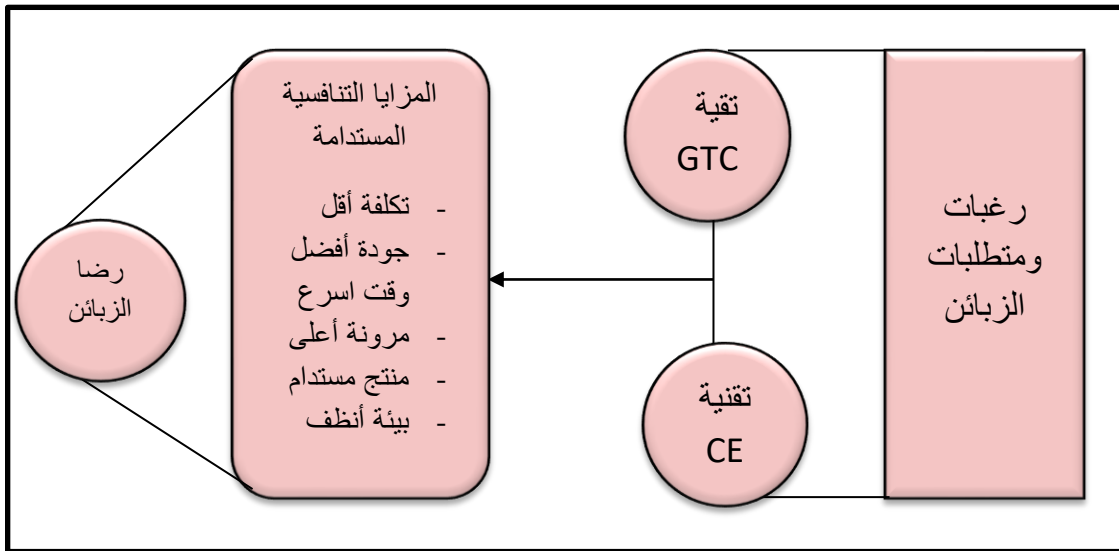 رغبات
ومتطلبات
الزبائن
تقية
GTC
تقنية
CE
المزايا التنافسية
المستدامة
- تكلفة أقل
- جودة أفضل
وقت اسرع
- مرونة أعلى
- منتج مستدام
- بيئة أنظف
رضا
الزبائن